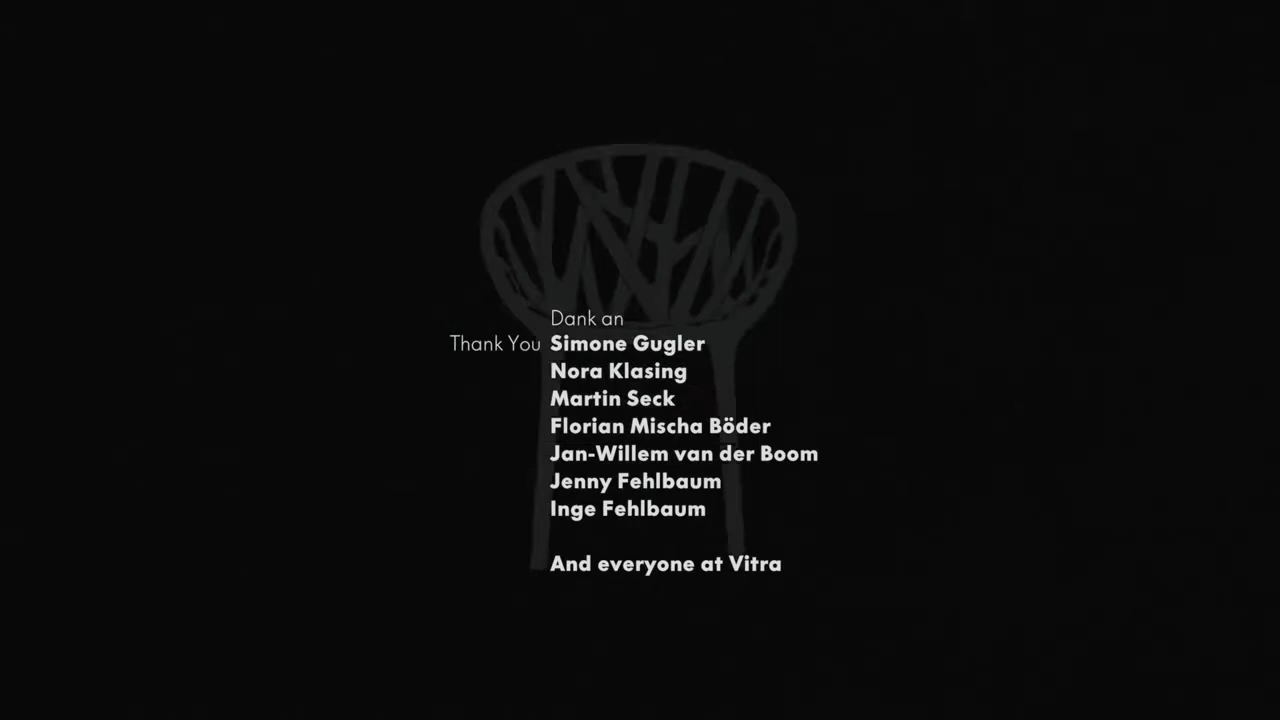 Dank an
Thank You Simone Gugler
Nora Klasing
Martin Seck
Florian Mischa Böder
Jan-Willem van der Boom
Jenny Fehlbaum
Inge Fehlbaum
And everyone at Vitra